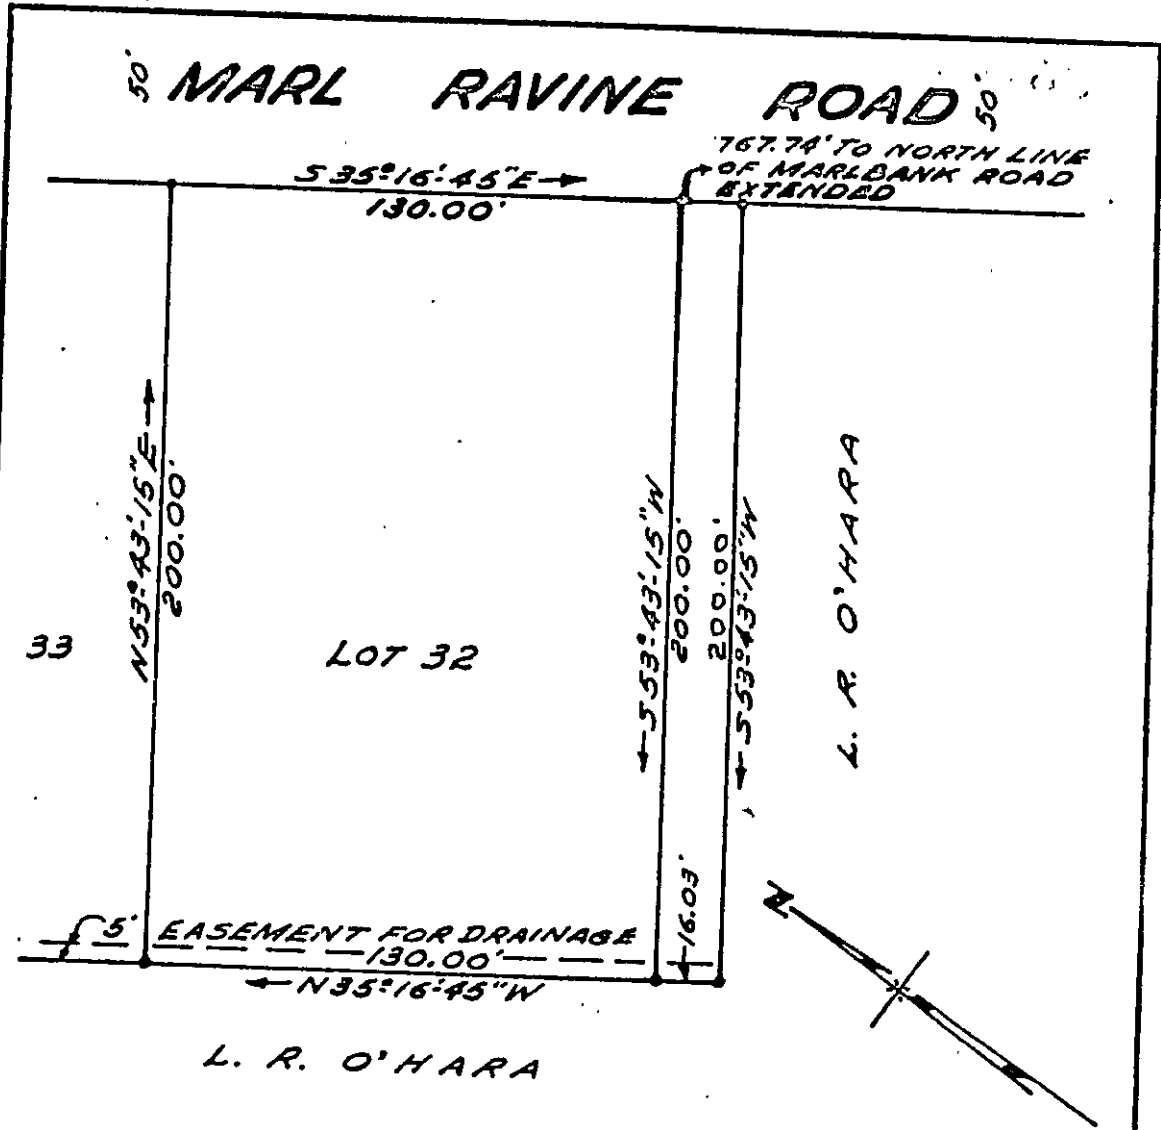 50'
MARL RAVINE ROAD
50'
767.74' TO NORTH LINE
OF MARLBANK ROAD
EXTENDED
S 35°-16'-45"E
130.00'
N53°-43'-15"E
200.00'
S 53°-43'-15"W
200.00'
200.00'
S 53°-43'-15"W
L. R. O'HARA
33
LOT 32
16.03'
5' EASEMENT FOR DRAINAGE
130.00'
N35°-16'-45"W
L. R. O'HARA
N